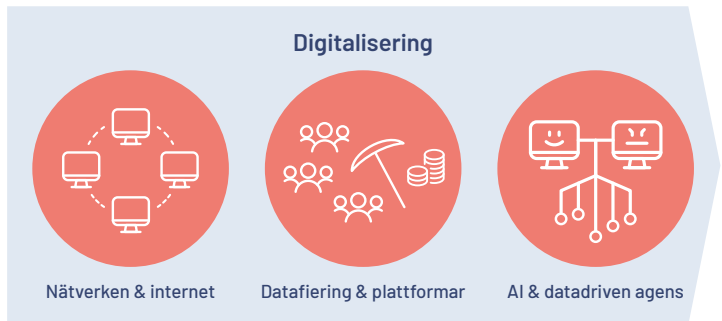 Digitalisering
Nätverken & internet
Datafiering & plattformar
AI & datadriven agens